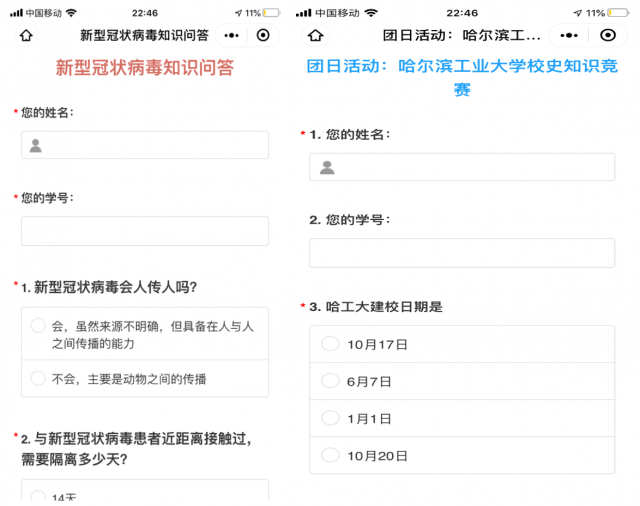 中国移动 22:46 11%
新型冠状病毒知识问答
新型冠状病毒知识问答
* 您的姓名：
* 您的学号：
* 1. 新型冠状病毒会人传人吗？
会，虽然来源不明确，但具备在人与人
之间传播的能力
不会，主要是动物之间的传播
* 2. 与新型冠状病毒患者近距离接触过，
需要隔离多少天？
14天
中国移动 22:46 11%
团日活动：哈尔滨工...
团日活动：哈尔滨工业大学校史知识竞
赛
* 1. 您的姓名：
2. 您的学号：
* 3. 哈工大建校日期是
10月17日
6月7日
1月1日
10月20日